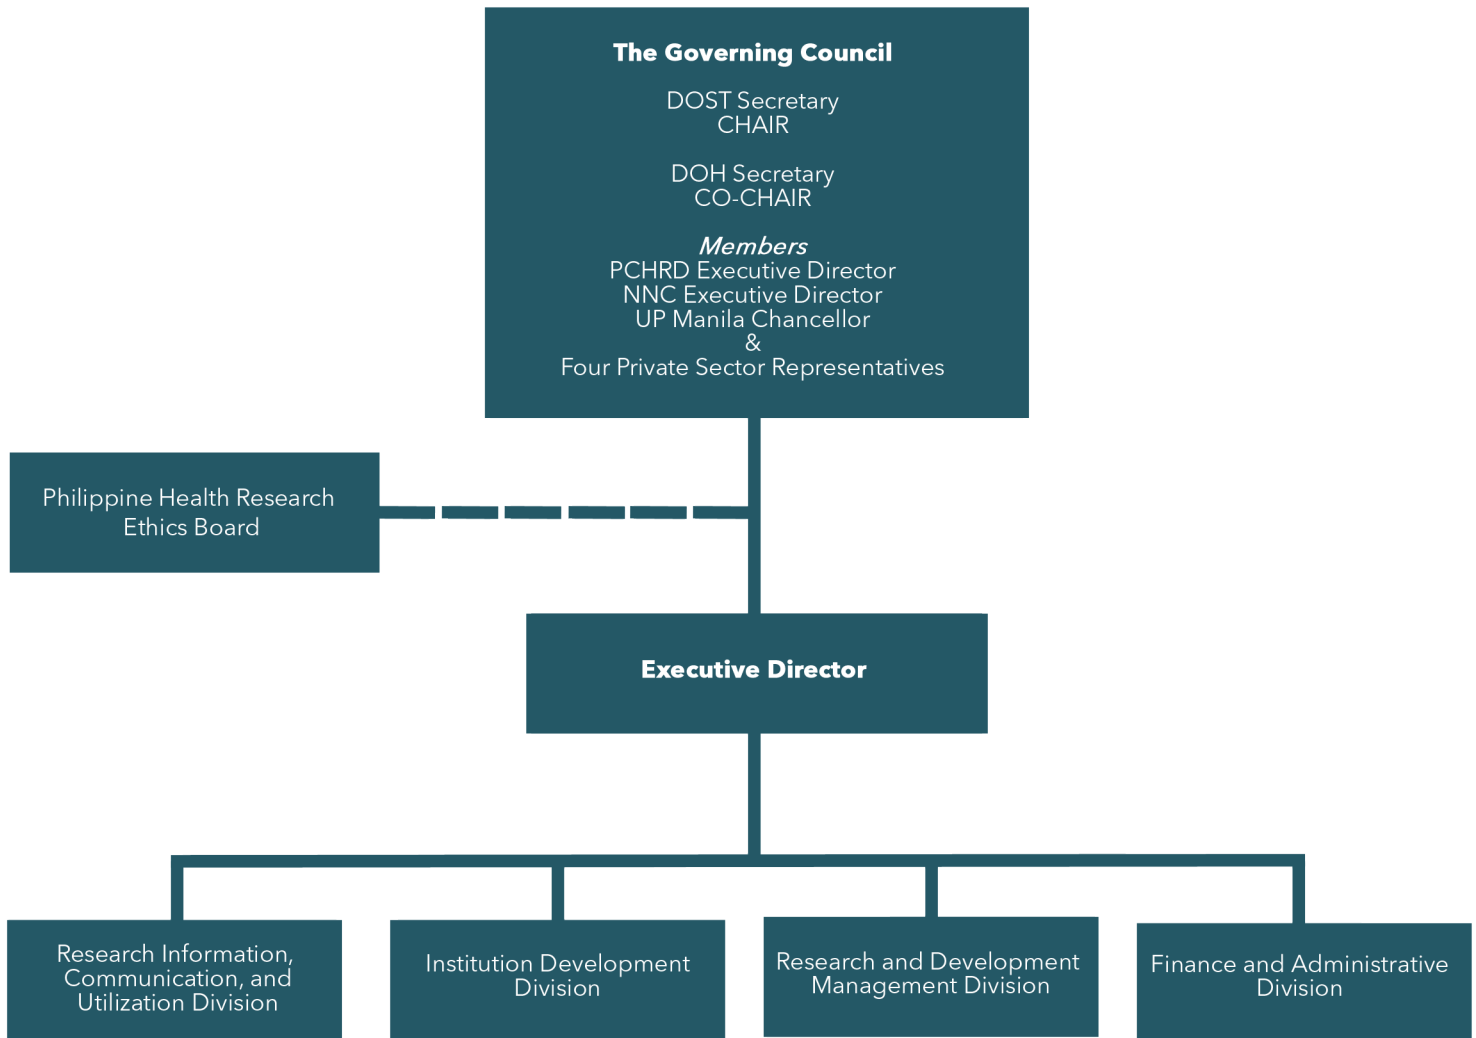 The Governing Council
DOST Secretary
CHAIR
DOH Secretary
CO-CHAIR
Members
PCHRD Executive Director
NNC Executive Director
UP Manila Chancellor
&
Four Private Sector Representatives
Philippine Health Research
Ethics Board
Executive Director
Research Information,
Communication, and
Utilization Division
Institution Development
Division
Research and Development
Management Division
Finance and Administrative
Division